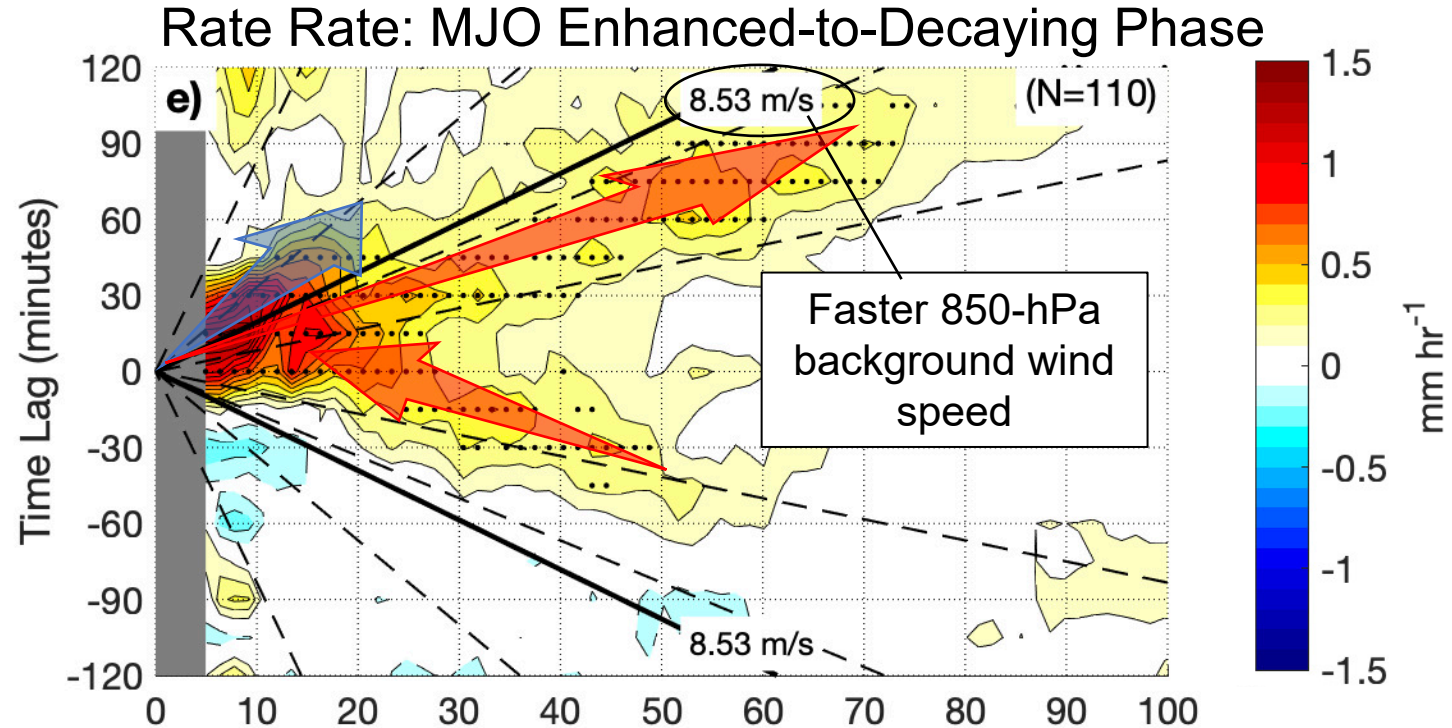 Rate Rate: MJO Enhanced-to-Decaying Phase
e)
8.53 m/s
(N=110)
Faster 850-hPa
background wind
speed
8.53 m/s
Time Lag (minutes)
120
90
60
30
0
-30
-60
-90
-120
0 10 20 30 40 50 60 70 80 90 100
1.5
1
0.5
0
-0.5
-1
-1.5
mm hr-1